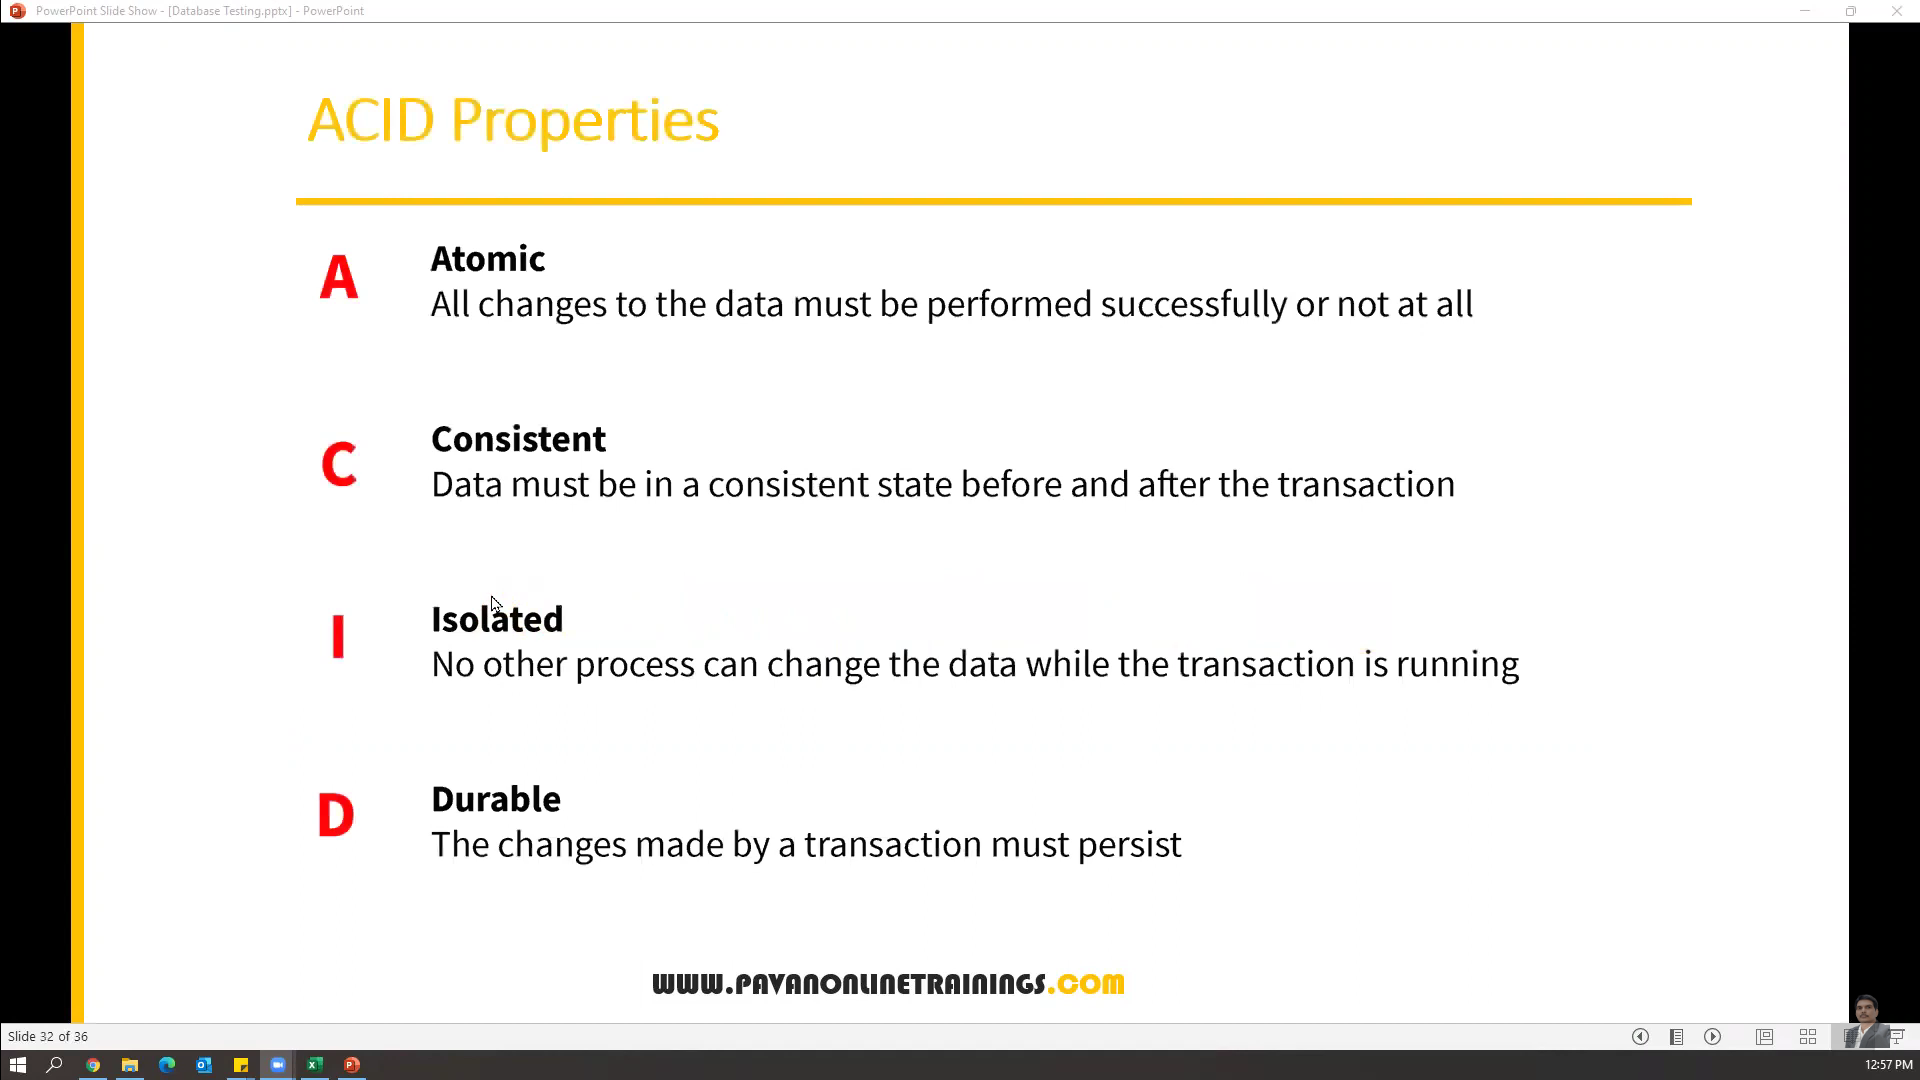 PowerPoint Slide Show - [Database Testing.pptx] - PowerPoint
ACID Properties
A
Atomic
All changes to the data must be performed successfully or not at all
C
Consistent
Data must be in a consistent state before and after the transaction
I
Isolated
No other process can change the data while the transaction is running
D
Durable
The changes made by a transaction must persist
WWW.PAVANONLINETRAININGS.COM
Slide 32 of 36
12:57 PM